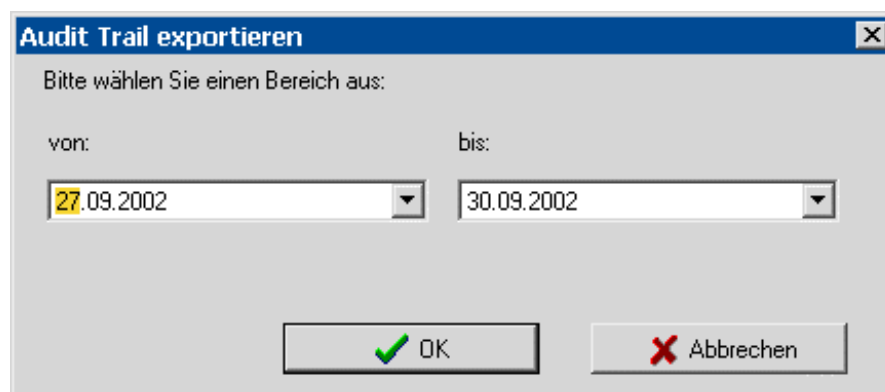 Audit Trail exportieren
Bitte wählen Sie einen Bereich aus:
von: bis:
27.09.2002 30.09.2002
OK Abbrechen